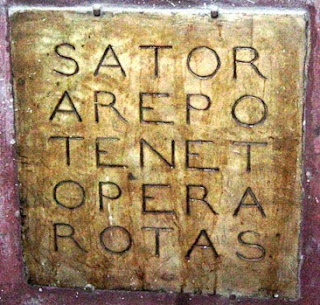 SATOR
AREPO
TENET
OPERA
ROTAS